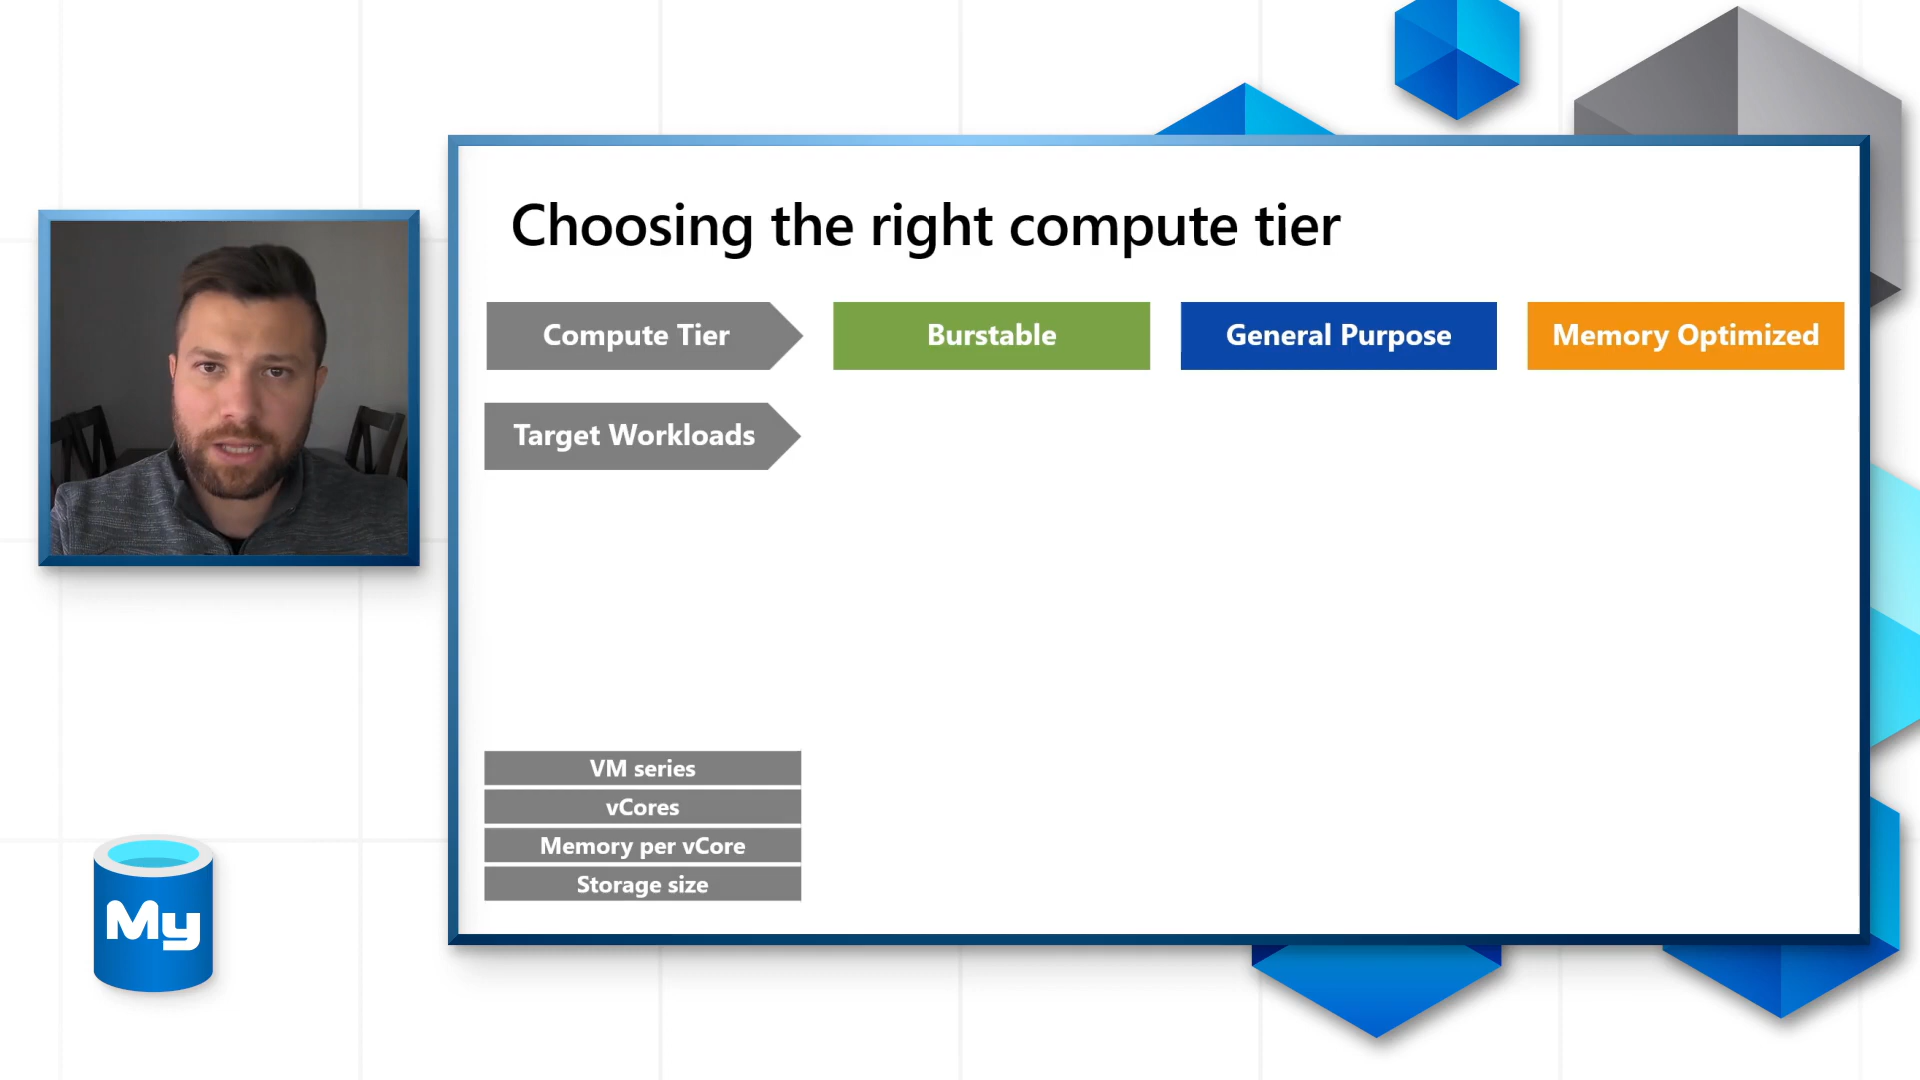 Choosing the right compute tier
Compute Tier
Burstable
General Purpose
Memory Optimized
Target Workloads
VM series
vCores
Memory per vCore
Storage size
My